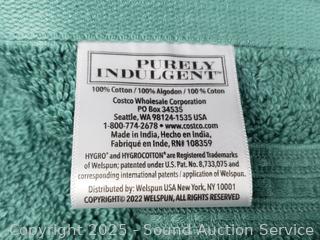 PURELY
INDULGENT™
100% Cotton / 100% Algodon / 100 % Coton
Costco Wholesale Corporation
PO Box 34535
Seattle, WA 98124-1535 USA
1-800-774-2678 • www.costco.com
Made in India, Hecho en India,
Fabriqué en Inde, RN# 108359
HYGRO® and HYGROCOTTON® are Registered Trademarks
of Welspun; patented under U.S. Pat. No. 8,733,075 and
corresponding international patents / application of Welspun.
Distributed by: Welspun USA New York, NY 10001
COPYRIGHT© 2022 WELSPUN, ALL RIGHTS RESERVED
Copyright 2025 - Sound Auction Service